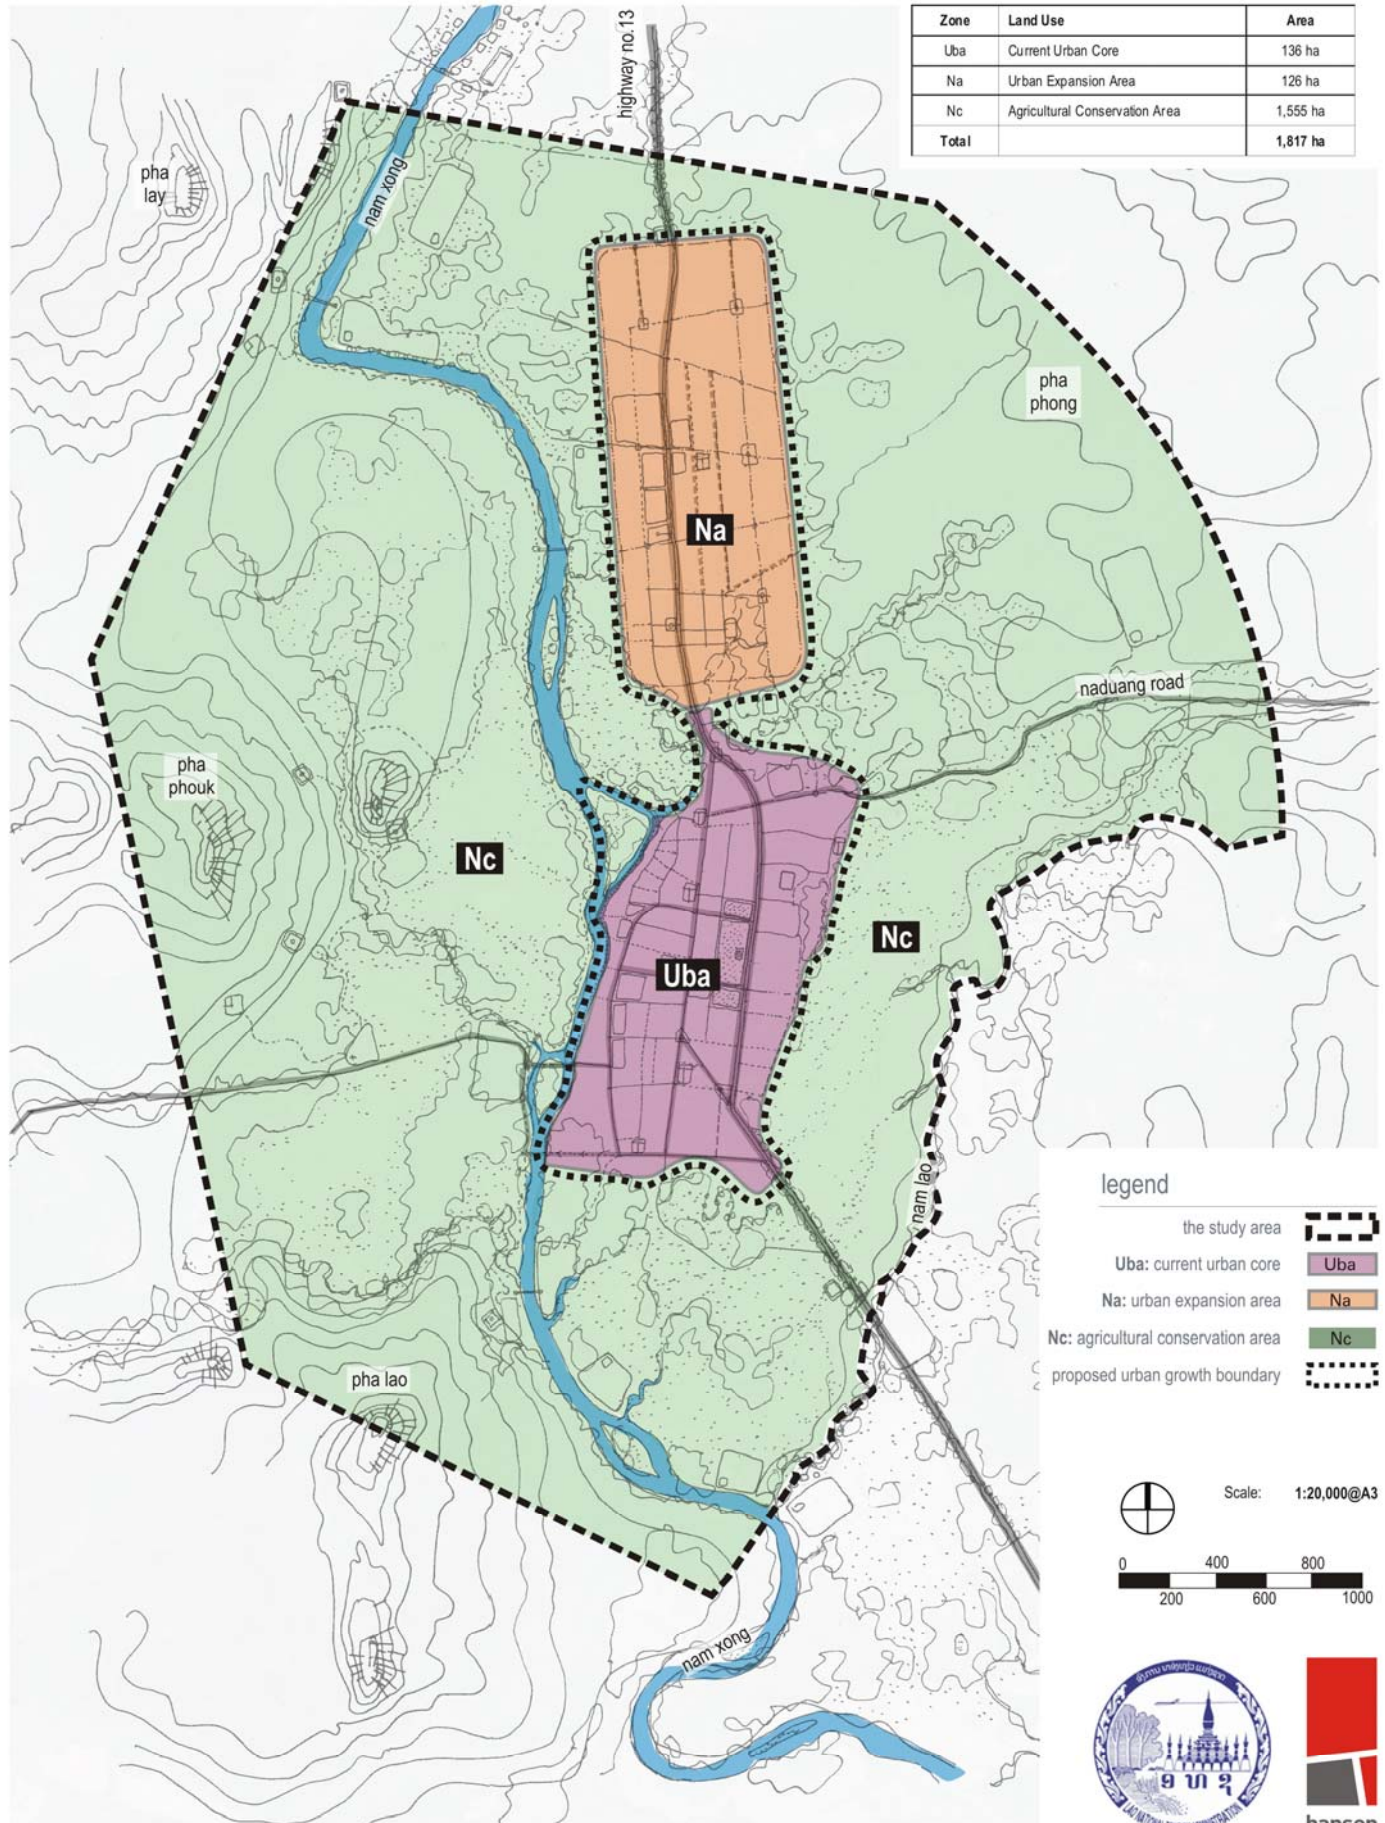 Zone Land Use Area
Uba Current Urban Core 136 ha
Na Urban Expansion Area 126 ha
Nc Agricultural Conservation Area 1,555 ha
Total 1,817 ha
highway no.13
pha
lay
nam xong
pha
phong
Na
naduang road
pha
phouk
Nc
Nc
Uba
nam lao
pha lao
nam xong
legend
the study area
Uba: current urban core Uba
Na: urban expansion area Na
Nc: agricultural conservation area Nc
proposed urban growth boundary
Scale: 1:20,000@A3
0 400 800
200 600 1000
ອ ທ ຊ